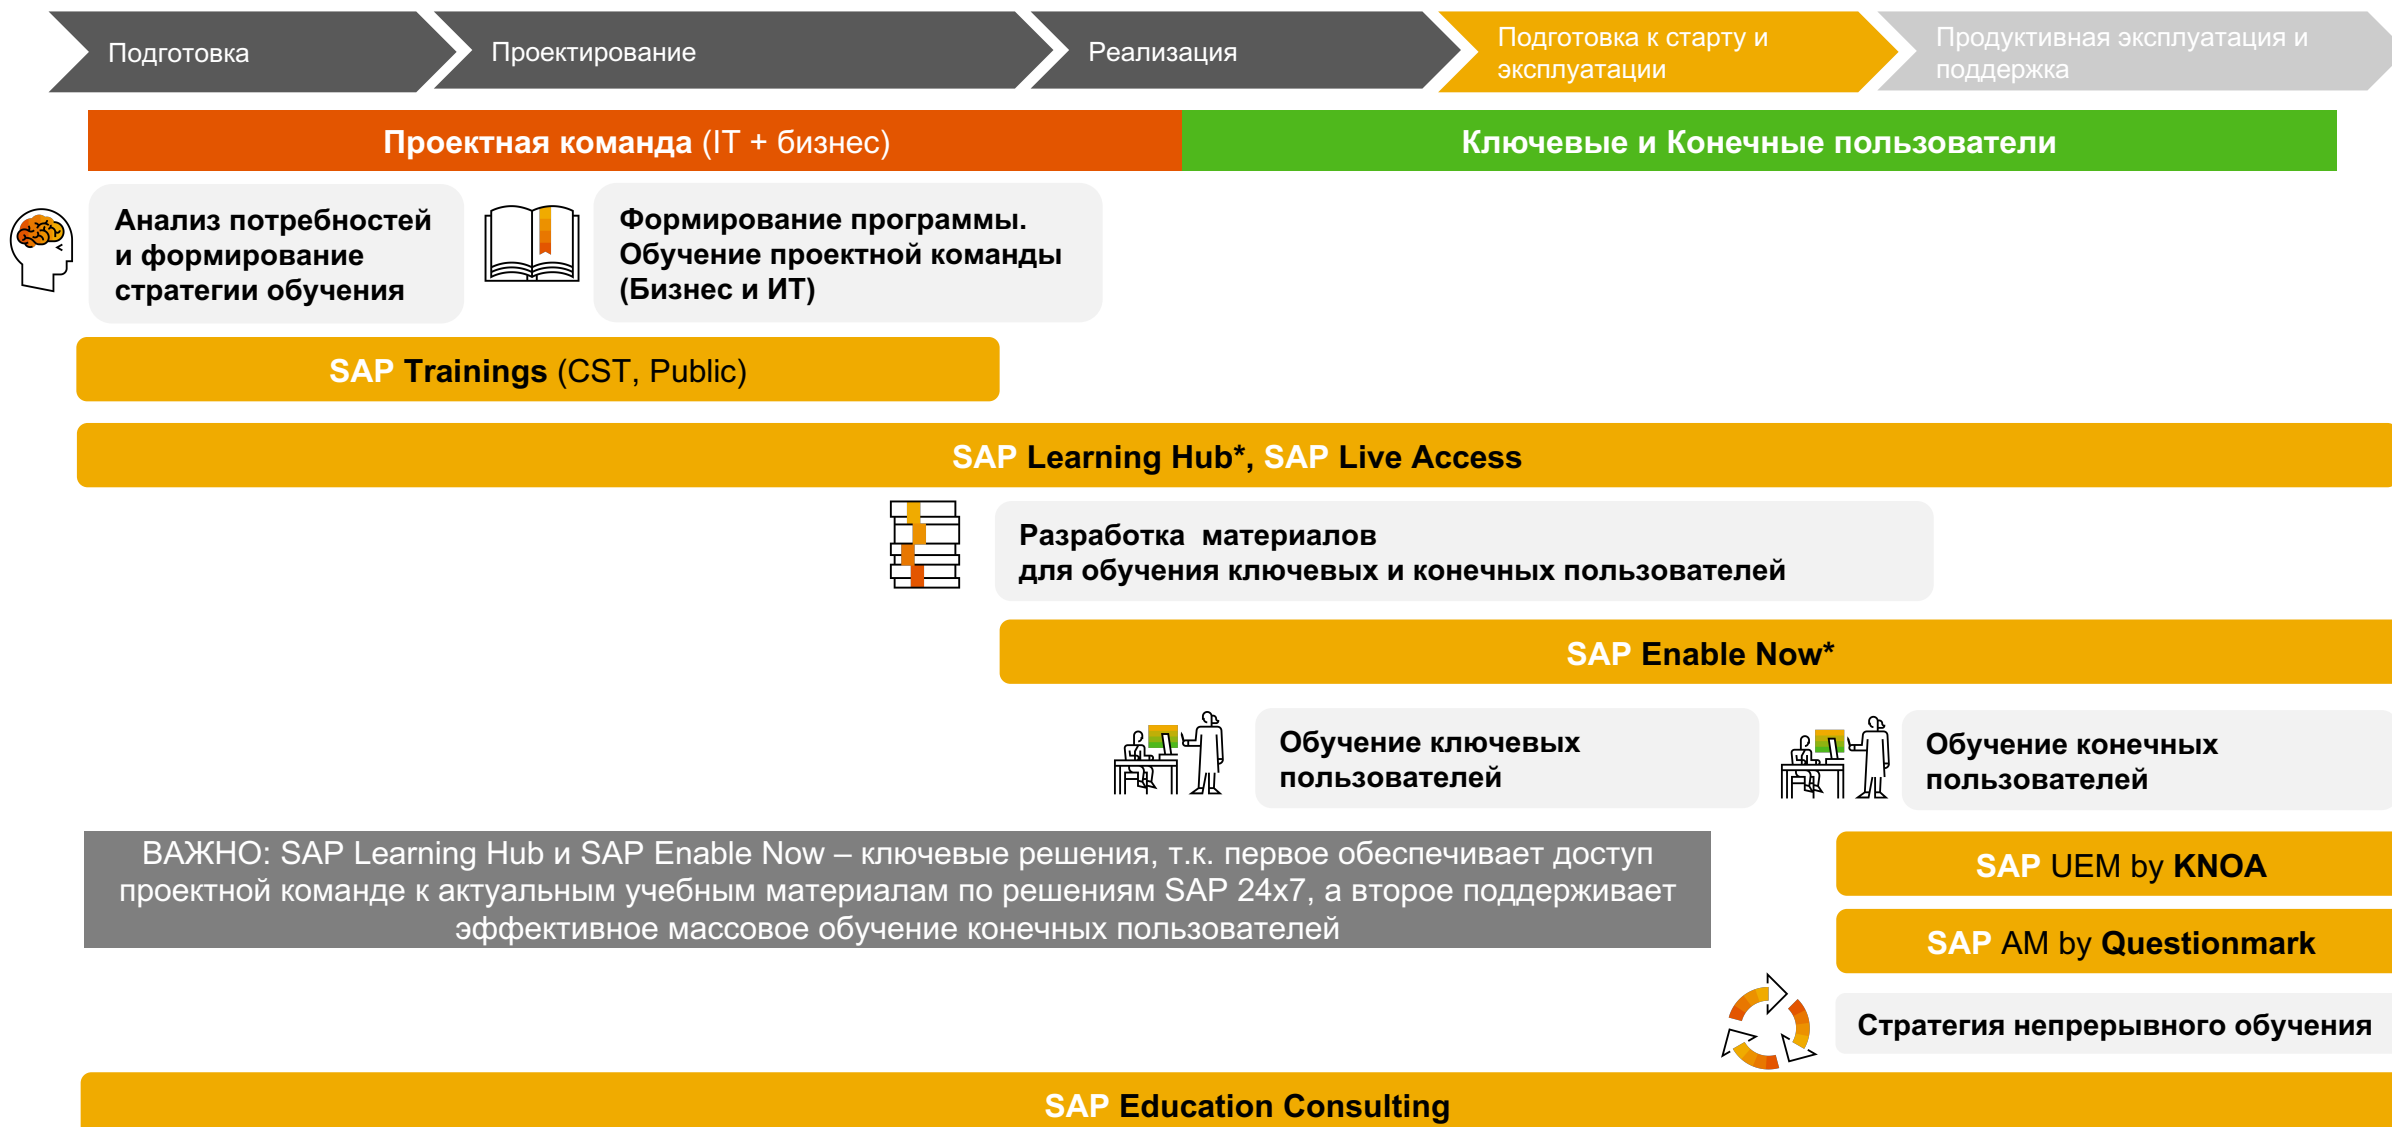 Подготовка
Проектирование
Реализация
Подготовка к старту и
эксплуатации
Продуктивная эксплуатация и
поддержка
Проектная команда (IT + бизнес)
Ключевые и Конечные пользователи
Анализ потребностей
и формирование
стратегии обучения
Формирование программы.
Обучение проектной команды
(Бизнес и ИТ)
SAP Trainings (CST, Public)
SAP Learning Hub*, SAP Live Access
Разработка  материалов
для обучения ключевых и конечных пользователей
SAP Enable Now*
Обучение ключевых
пользователей
Обучение конечных
пользователей
ВАЖНО: SAP Learning Hub и SAP Enable Now – ключевые решения, т.к. первое обеспечивает доступ
проектной команде к актуальным учебным материалам по решениям SAP 24x7, а второе поддерживает
эффективное массовое обучение конечных пользователей
SAP UEM by KNOA
SAP AM by Questionmark
Стратегия непрерывного обучения
SAP Education Consulting